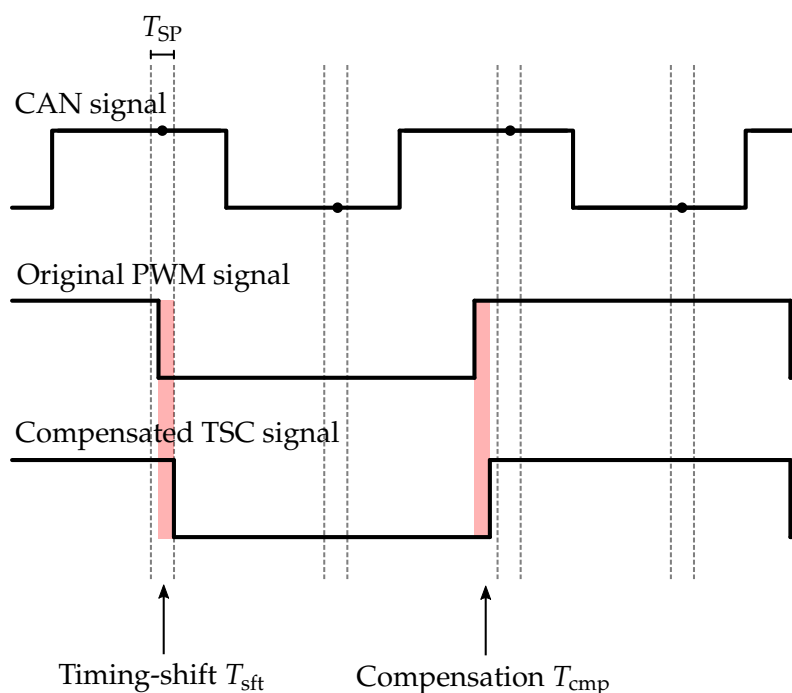 T_SP
CAN signal
Original PWM signal
Compensated TSC signal
Timing-shift T_sft
Compensation T_cmp